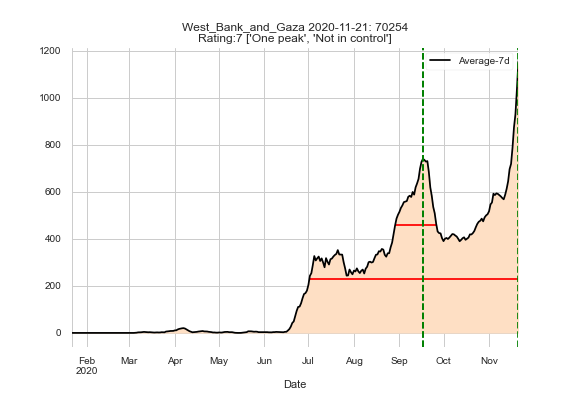 West_Bank_and_Gaza 2020-11-21: 70254
Rating:7 ['One peak', 'Not in control']
Average-7d
1200
1000
800
600
400
200
0
Feb Mar Apr May Jun Jul Aug Sep Oct Nov
2020
Date